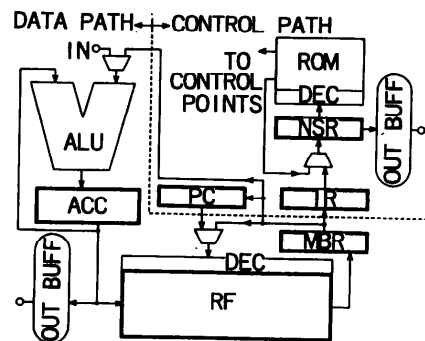 DATA PATH CONTROL PATH
IN
TO CONTROL POINTS
ROM
DEC
NSR
OUT BUFF
ALU
ACC
PC
IR
MBR
DEC
RF
OUT BUFF